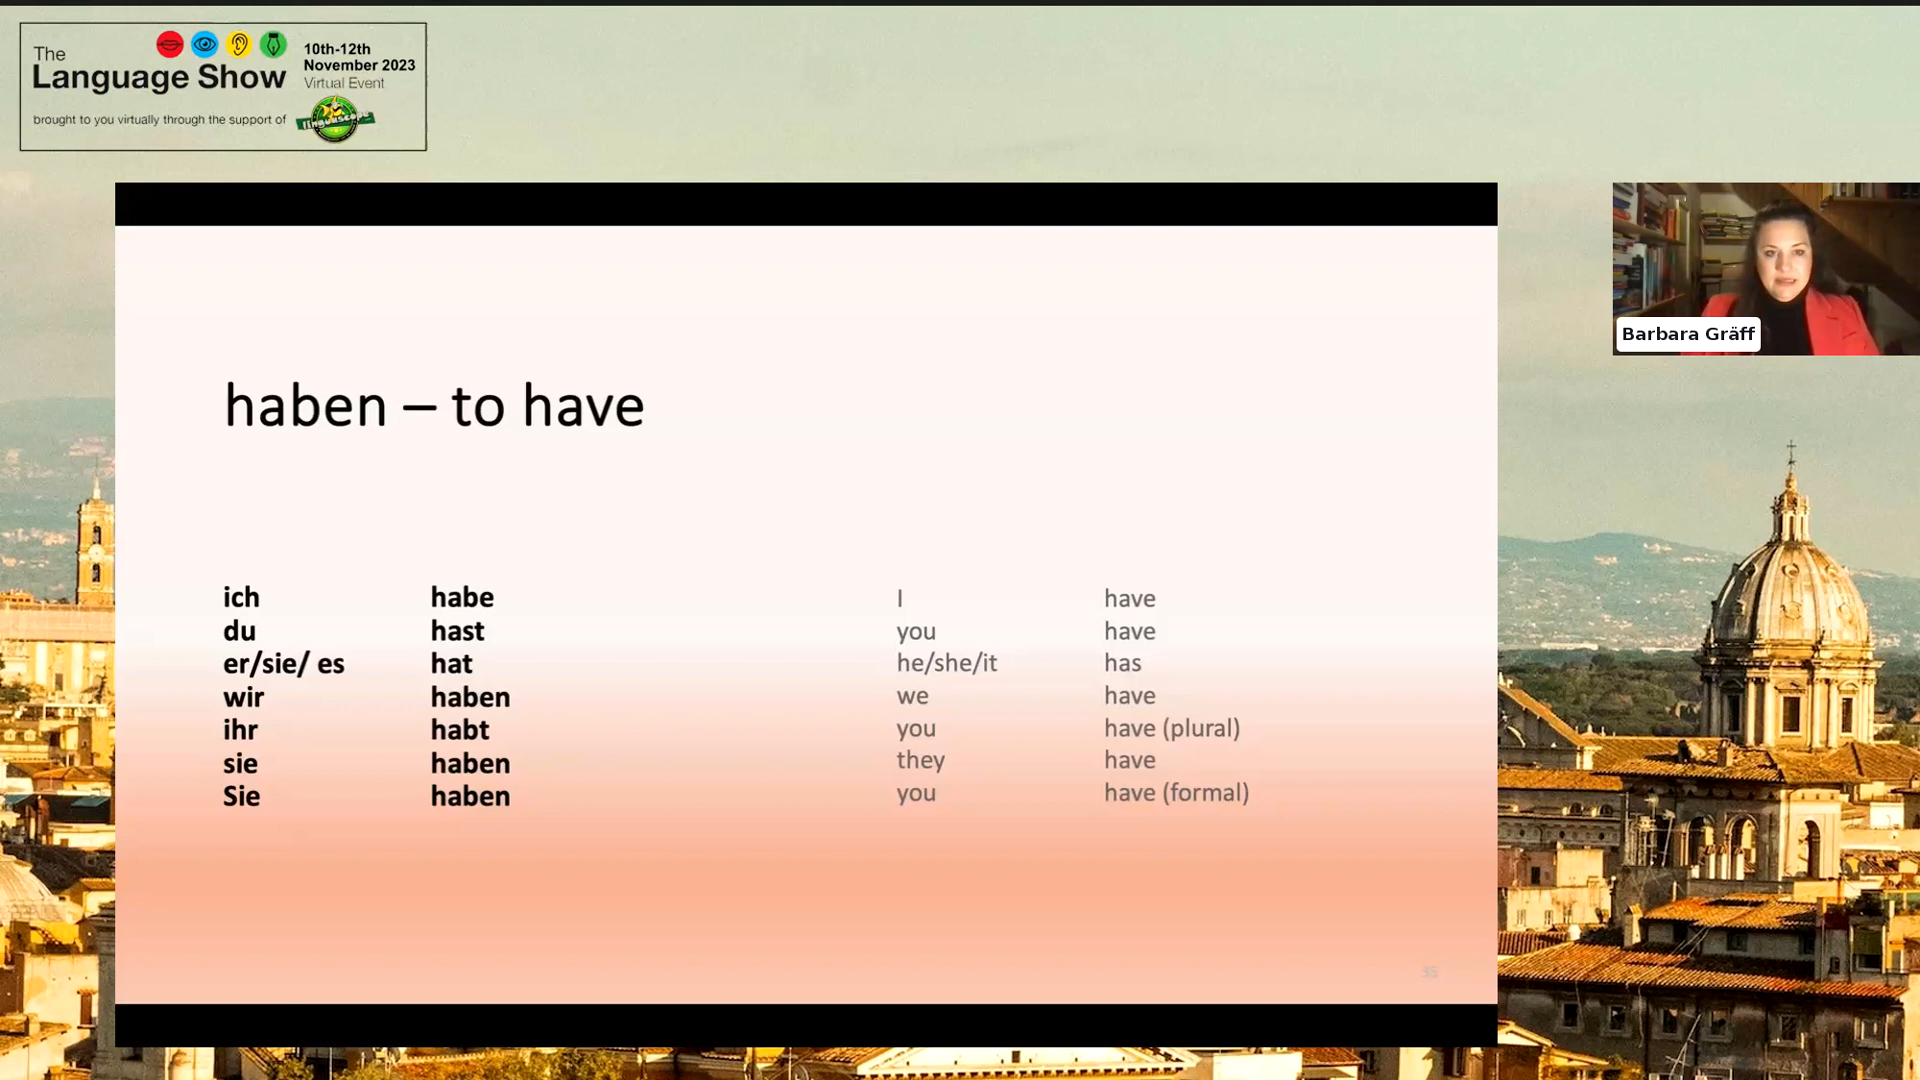 The
Language Show
10th-12th
November 2023
Virtual Event
brought to you virtually through the support of
linguascope
Barbara Gräff
haben – to have
ich habe I have
du hast you have
er/sie/ es hat he/she/it has
wir haben we have
ihr habt you have (plural)
sie haben they have
Sie haben you have (formal)
35